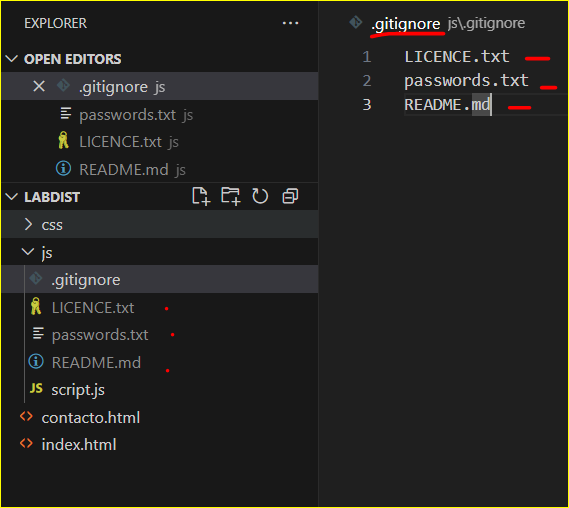 EXPLORER
OPEN EDITORS
.gitignore js
passwords.txt js
LICENCE.txt js
README.md js
LABDIST
css
js
.gitignore
LICENCE.txt
passwords.txt
README.md
JS script.js
contacto.html
index.html
.gitignore js\.gitignore
1 LICENCE.txt
2 passwords.txt
3 README.md